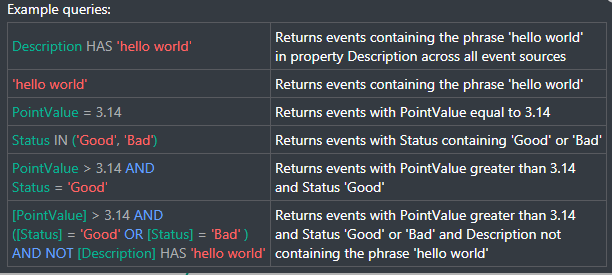 Example queries:
Description HAS 'hello world'
Returns events containing the phrase 'hello world'
in property Description across all event sources
'hello world'
Returns events containing the phrase 'hello world'
PointValue = 3.14
Returns events with PointValue equal to 3.14
Status IN ('Good', 'Bad')
Returns events with Status containing 'Good' or 'Bad'
PointValue > 3.14 AND
Status = 'Good'
Returns events with PointValue greater than 3.14
and Status 'Good'
[PointValue] > 3.14 AND
([Status] = 'Good' OR [Status] = 'Bad' )
AND NOT [Description] HAS 'hello world'
Returns events with PointValue greater than 3.14
and Status 'Good' or 'Bad' and Description not
containing the phrase 'hello world'